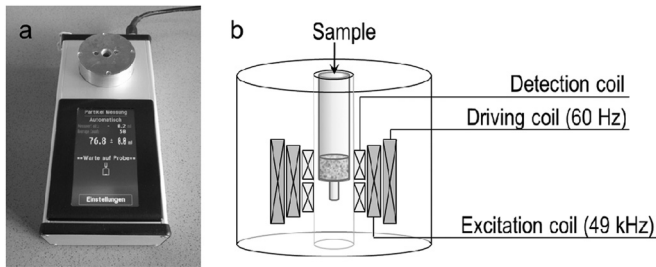 a
Partikel Messung
Automatisch
76.8 ± 0.8
>>Warte auf Probe<<
Einstellungen
b
Sample
Detection coil
Driving coil (60 Hz)
Excitation coil (49 kHz)